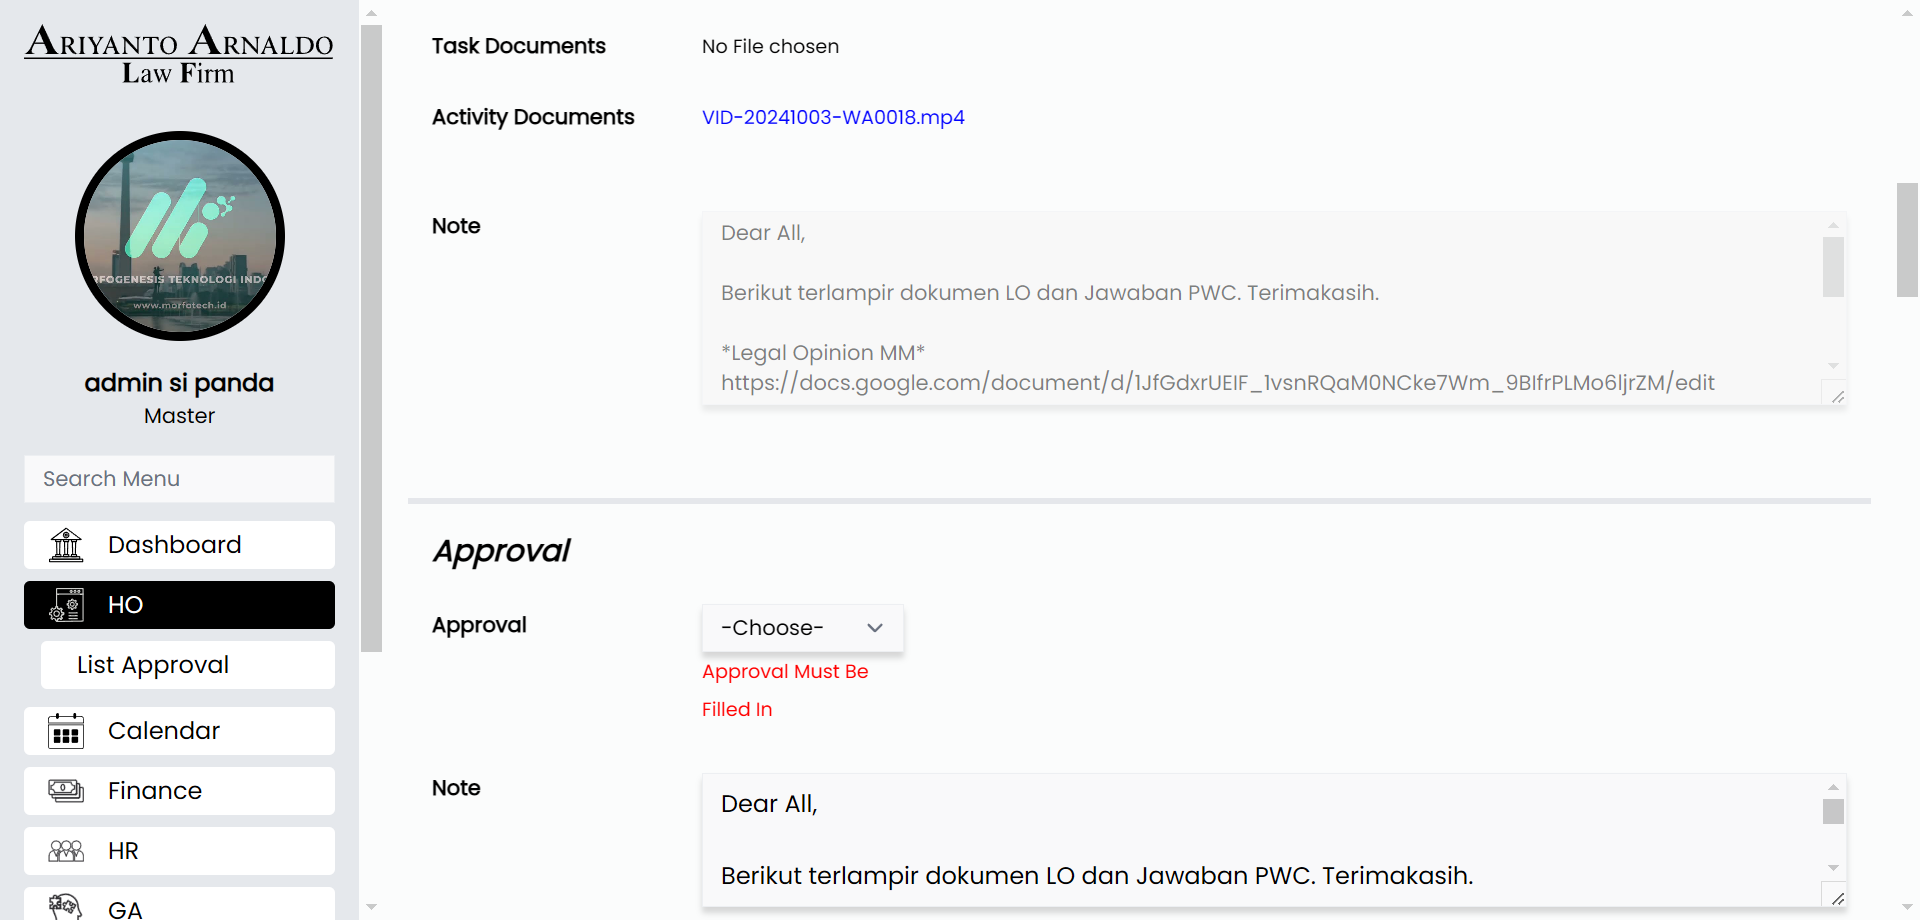 ARIYANTO ARNALDO
Law Firm
RFOGENESIS TEKNOLOGI INDO
www.morfotech.id
admin si panda
Master
Search Menu
Dashboard
HO
List Approval
Calendar
Finance
HR
GA
Task Documents
No File chosen
Activity Documents
VID-20241003-WA0018.mp4
Note
Dear All,
Berikut terlampir dokumen LO dan Jawaban PWC. Terimakasih.
*Legal Opinion MM*
https://docs.google.com/document/d/1JfGdxrUEIF_1vsnRQaM0NCke7Wm_9BIfrPLMo6ljrZM/edit
Approval
Approval
-Choose-
Approval Must Be
Filled In
Note
Dear All,
Berikut terlampir dokumen LO dan Jawaban PWC. Terimakasih.